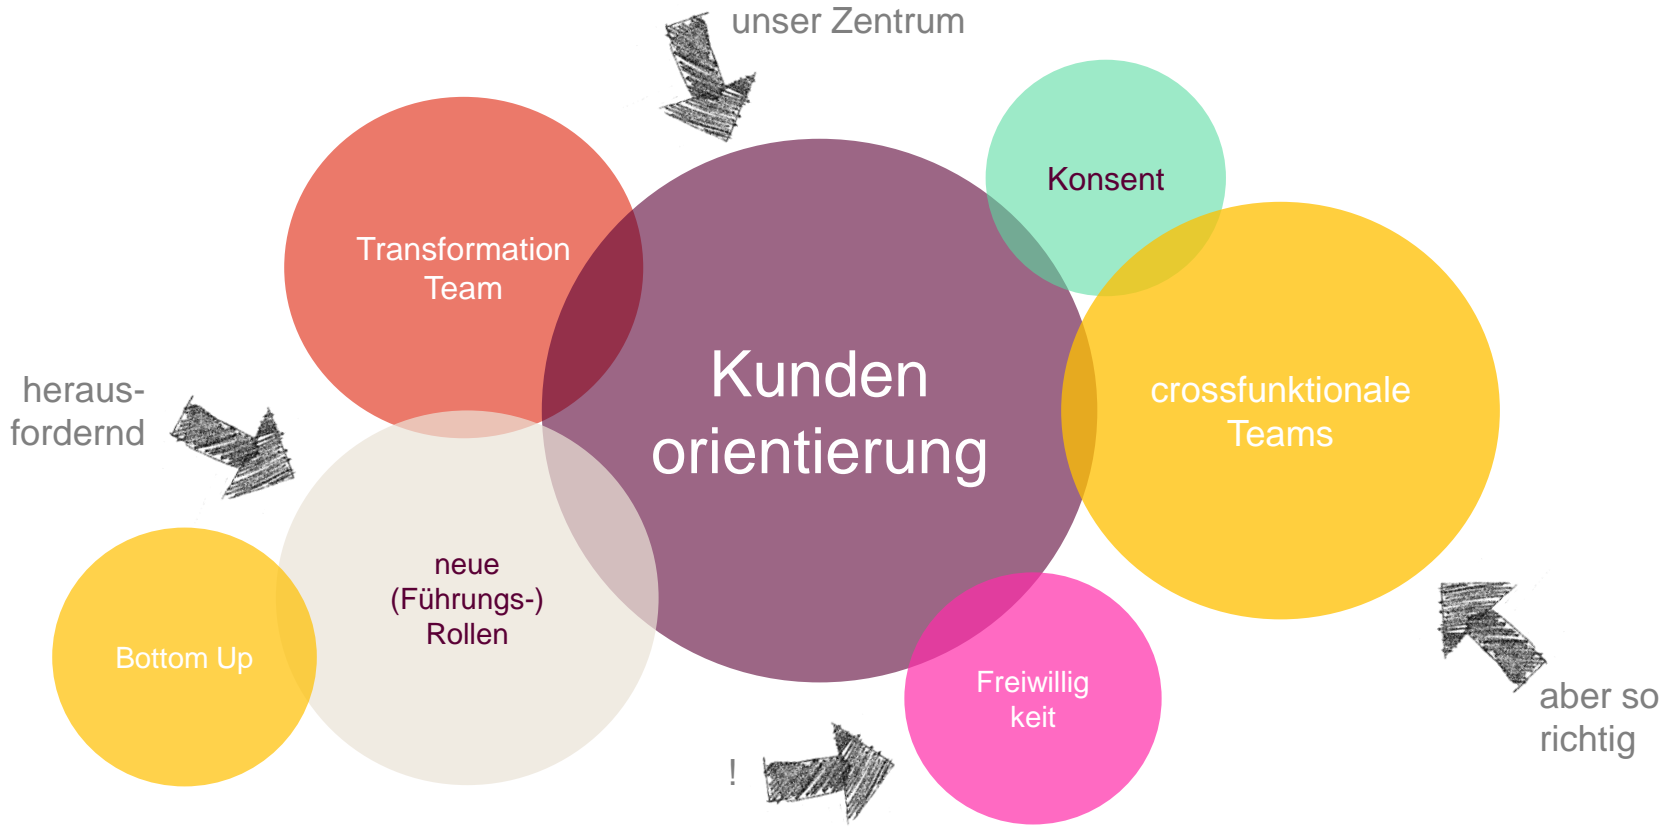 unser Zentrum
Konsent
Transformation
Team
Kunden
orientierung
crossfunktionale
Teams
heraus-
fordernd
neue
(Führungs-)
Rollen
Bottom Up
Freiwillig
keit
aber so
richtig
!